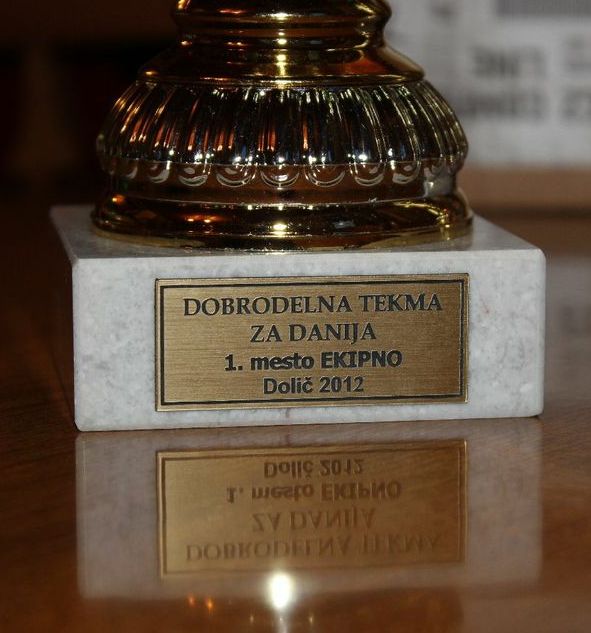 DOBRODELNA TEKMA
ZA DANIJA
1. mesto EKIPNO
Dolič 2012